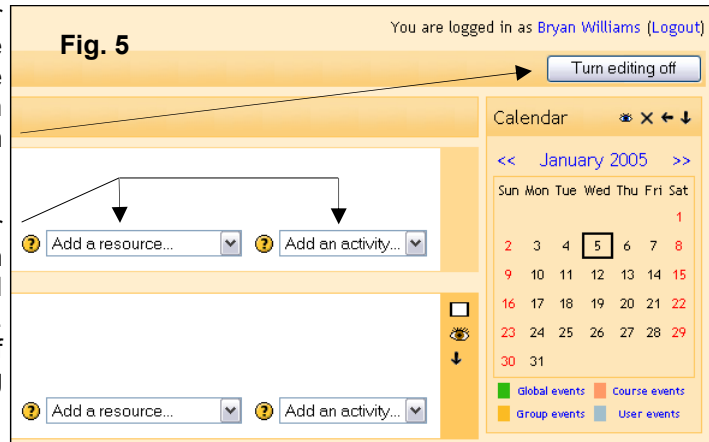 You are logged in as Bryan Williams (Logout)
Fig. 5
Turn editing off
Calendar
<< January 2005 >>
Sun Mon Tue Wed Thu Fri Sat
1
2 3 4 5 6 7 8
9 10 11 12 13 14 15
16 17 18 19 20 21 22
23 24 25 26 27 28 29
30 31
Global events Course events
Group events User events
? Add a resource... ? Add an activity...
? Add a resource... ? Add an activity...